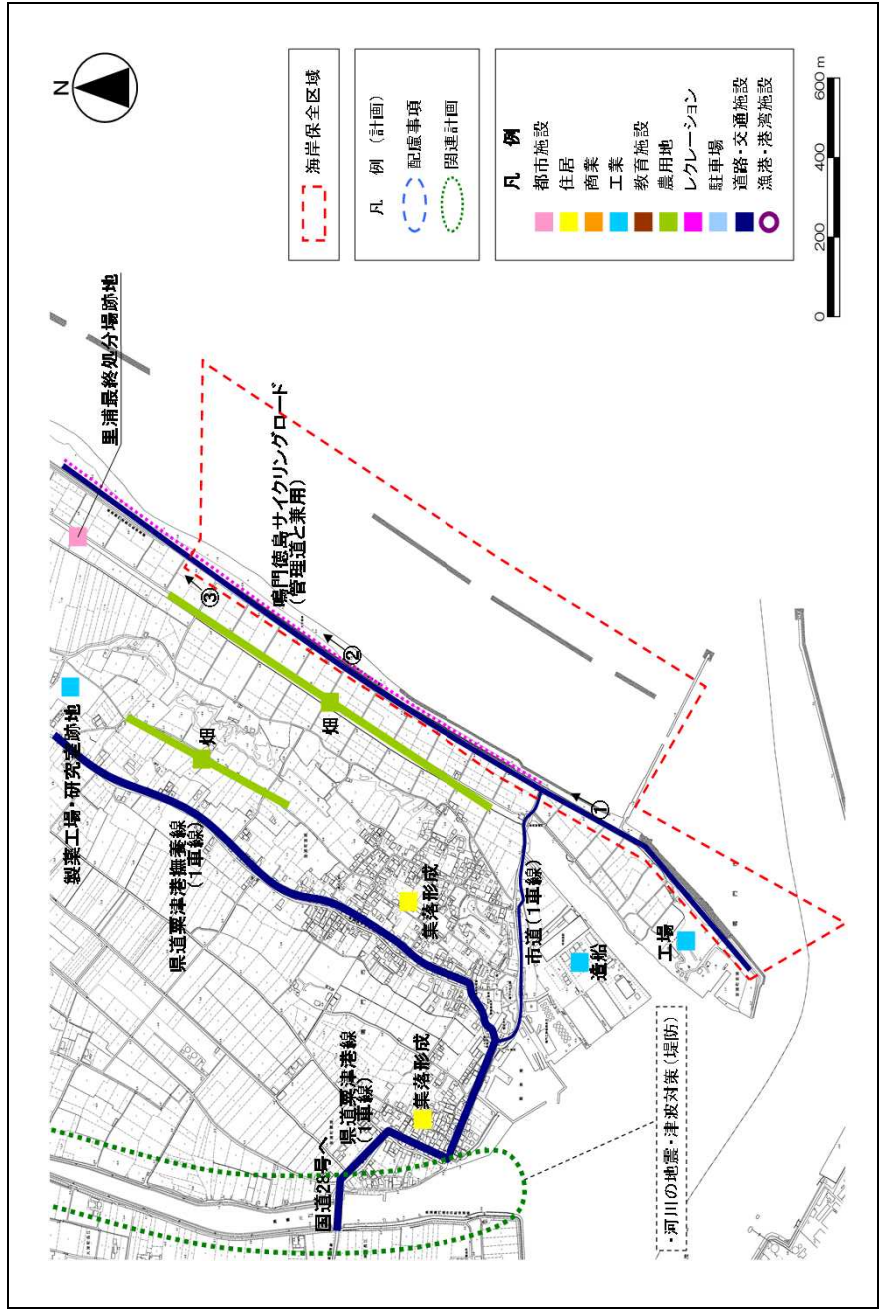 N
海岸保全区域
凡　例　(計画)
配慮事項
関連計画
凡　例
都市施設
住居
商業
工業
教育施設
農用地
レクレーション
駐車場
道路・交通施設
漁港・港湾施設
0 200 400 600 m
里浦最終処分場跡地
製薬工場・研究室跡地
県道粟津港撫養線
(1車線)
畑
畑
③
鳴門徳島サイクリングロード
(管理道と兼用)
②
①
集落形成
市道(1車線)
造船
工場
国道28号へ
県道粟津港線
(1車線)
集落形成
・河川の地震・津波対策(堤防)